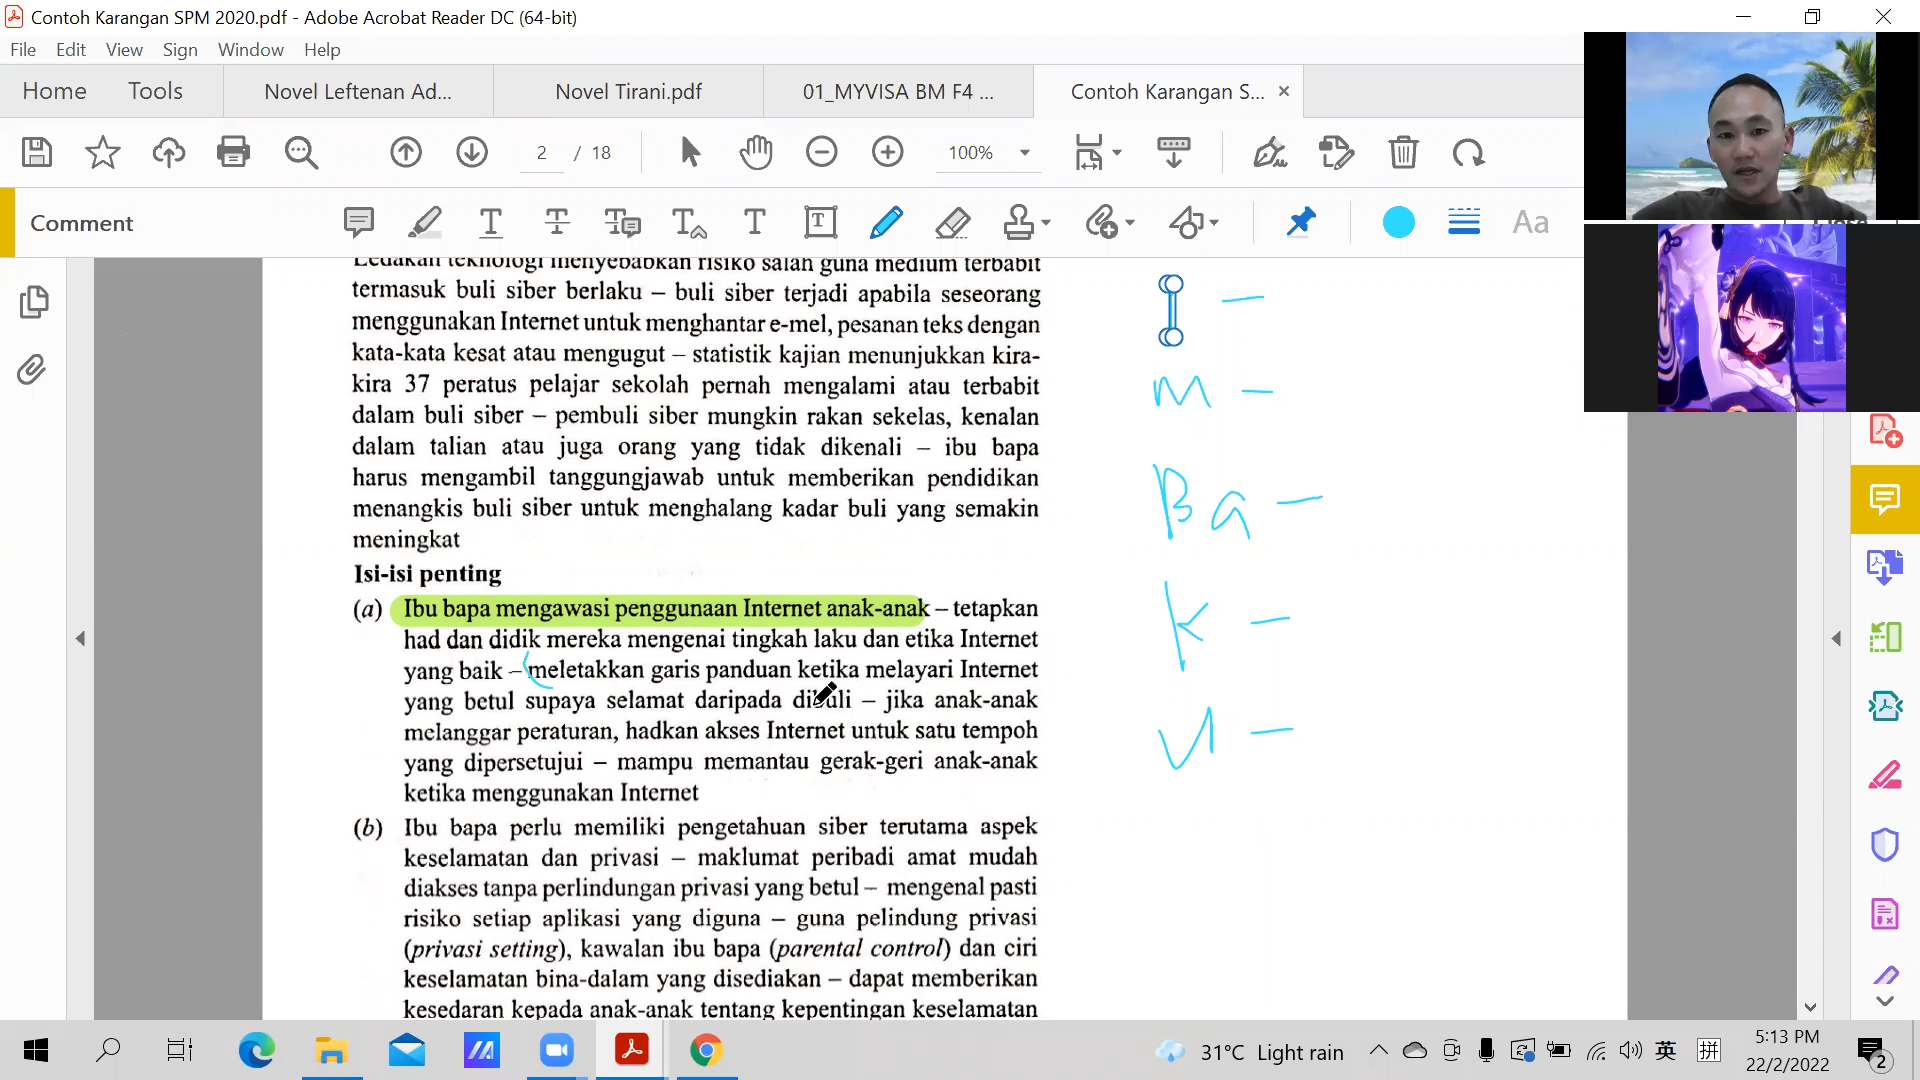 Contoh Karangan SPM 2020.pdf - Adobe Acrobat Reader DC (64-bit)
File Edit View Sign Window Help
Home Tools Novel Leftenan Ad... Novel Tirani.pdf 01_MYVISA BM F4 ... Contoh Karangan S... ×
2 / 18 100%
Comment Aa
Ledakan teknologi menyebabkan risiko salah guna medium terbabit
termasuk buli siber berlaku – buli siber terjadi apabila seseorang
menggunakan Internet untuk menghantar e-mel, pesanan teks dengan
kata-kata kesat atau mengugut – statistik kajian menunjukkan kira-
kira 37 peratus pelajar sekolah pernah mengalami atau terbabit
dalam buli siber – pembuli siber mungkin rakan sekelas, kenalan
dalam talian atau juga orang yang tidak dikenali – ibu bapa
harus mengambil tanggungjawab untuk memberikan pendidikan
menangkis buli siber untuk menghalang kadar buli yang semakin
meningkat
Isi-isi penting
(a) Ibu bapa mengawasi penggunaan Internet anak-anak – tetapkan
had dan didik mereka mengenai tingkah laku dan etika Internet
yang baik – meletakkan garis panduan ketika melayari Internet
yang betul supaya selamat daripada dibuli – jika anak-anak
melanggar peraturan, hadkan akses Internet untuk satu tempoh
yang dipersetujui – mampu memantau gerak-geri anak-anak
ketika menggunakan Internet
(b) Ibu bapa perlu memiliki pengetahuan siber terutama aspek
keselamatan dan privasi – maklumat peribadi amat mudah
diakses tanpa perlindungan privasi yang betul – mengenal pasti
risiko setiap aplikasi yang diguna – guna pelindung privasi
(privasi setting), kawalan ibu bapa (parental control) dan ciri
keselamatan bina-dalam yang disediakan – dapat memberikan
kesedaran kepada anak-anak tentang kepentingan keselamatan
I –
m –
Ba –
K –
U –
31°C Light rain 英 拼 5:13 PM
22/2/2022 2